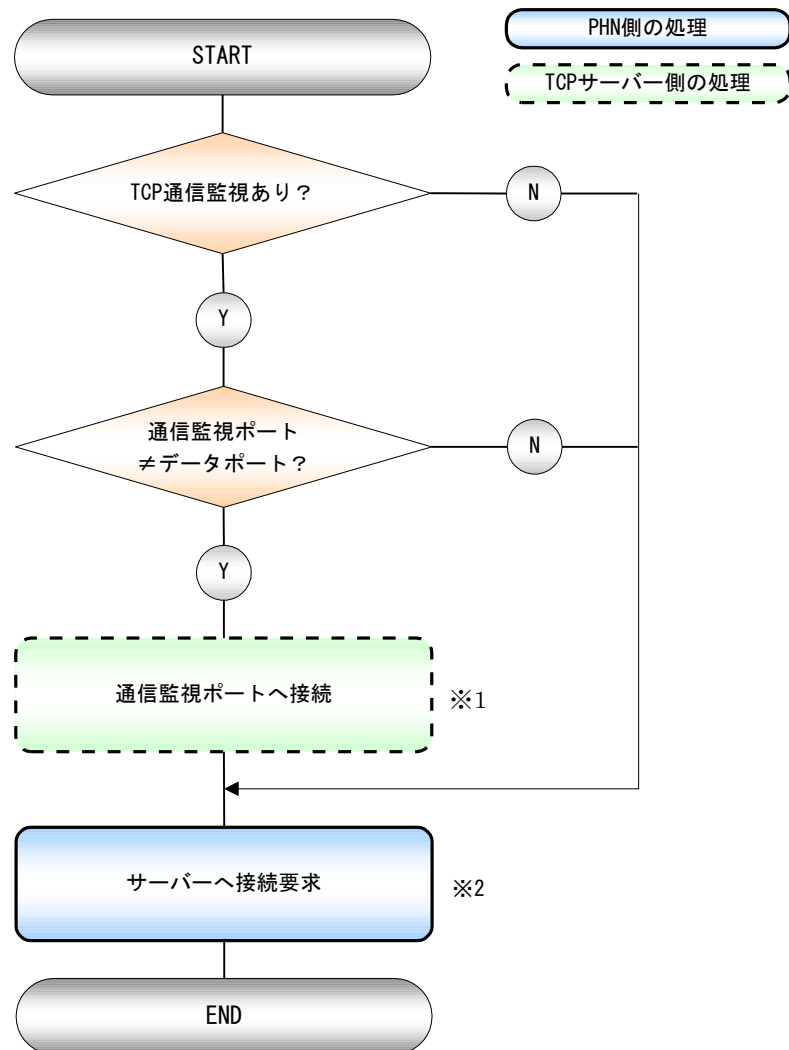 START
PHN側の処理
TCPサーバー側の処理
TCP通信監視あり？
N
Y
通信監視ポート
≠データポート？
N
Y
通信監視ポートへ接続
※1
サーバーへ接続要求
※2
END